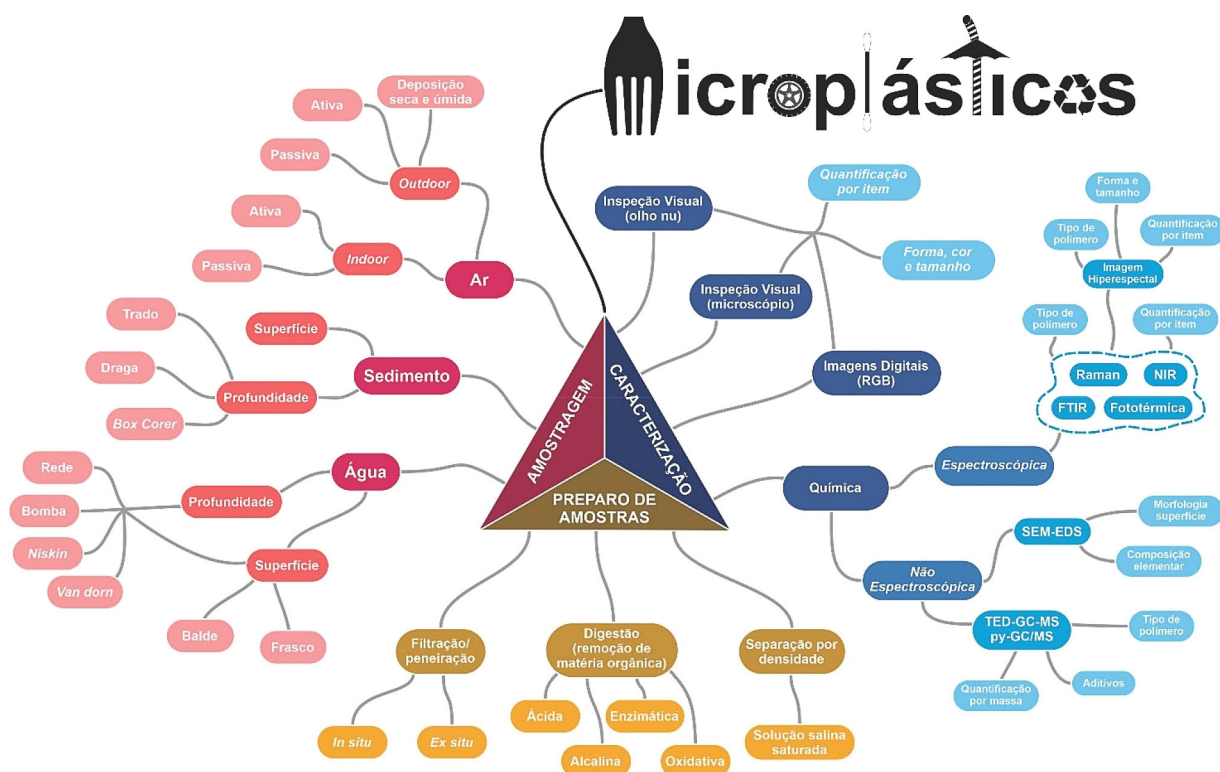 Microplásticos
Deposição
seca e úmida
Ativa
Passiva
Outdoor
Ativa
Passiva
Indoor
Ar
Trado
Superfície
Draga
Sedimento
Profundidade
Box Corer
Rede
Água
Bomba
Profundidade
Niskin
Superfície
Van dorn
Balde
Frasco
AMOSTRAGEM
CARACTERIZAÇÃO
PREPARO DE
AMOSTRAS
Inspeção Visual
(olho nu)
Quantificação
por item
Forma, cor
e tamanho
Inspeção Visual
(microscópio)
Imagens Digitais
(RGB)
Forma e
tamanho
Tipo de
polímero
Quantificação
por item
Imagem
Hiperespectal
Tipo de
polímero
Quantificação
por item
Raman
NIR
FTIR
Fototérmica
Química
Espectroscópica
Não
Espectroscópica
SEM-EDS
Morfologia
superfície
Composição
elementar
TED-GC-MS
py-GC/MS
Tipo de
polímero
Quantificação
por massa
Aditivos
Filtração/
peneiração
In situ
Ex situ
Digestão
(remoção de
matéria orgânica)
Ácida
Enzimática
Alcalina
Oxidativa
Separação por
densidade
Solução salina
saturada